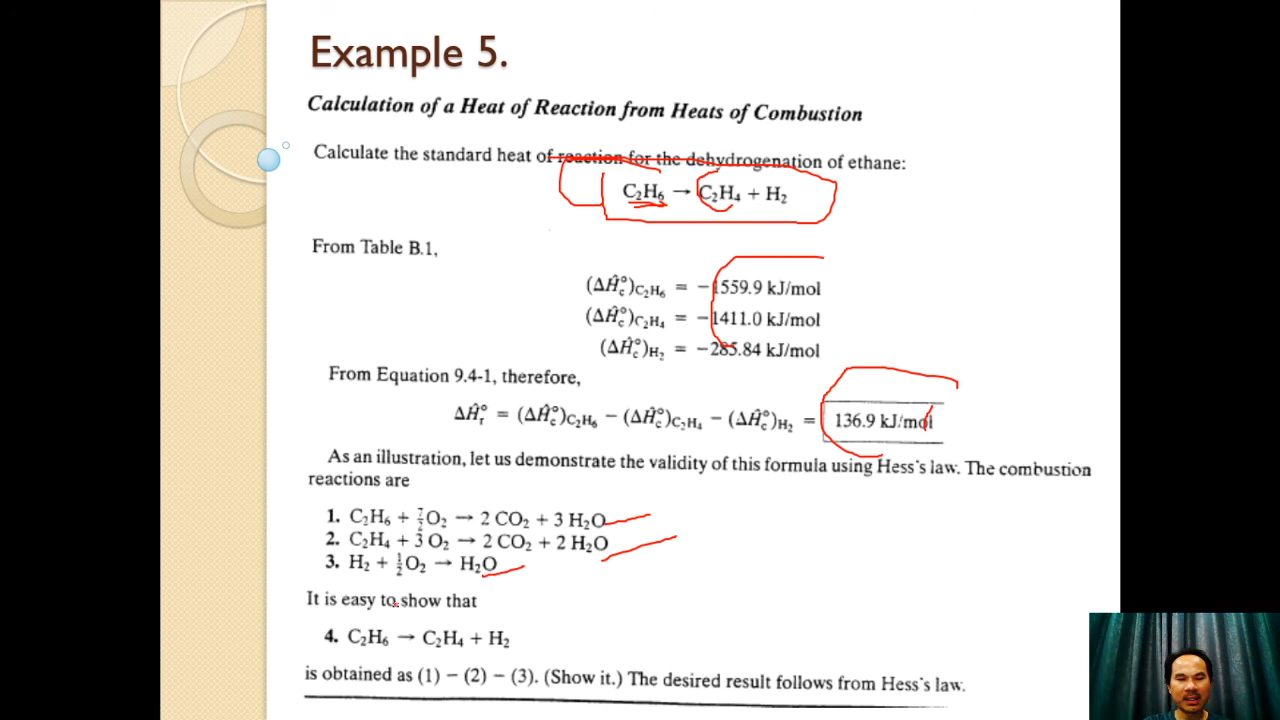 Example 5.
Calculation of a Heat of Reaction from Heats of Combustion
Calculate the standard heat of reaction for the dehydrogenation of ethane:
C₂H₆ → C₂H₄ + H₂
From Table B.1,
(ΔĤ°c)C₂H₆ = −1559.9 kJ/mol
(ΔĤ°c)C₂H₄ = −1411.0 kJ/mol
(ΔĤ°c)H₂ = −285.84 kJ/mol
From Equation 9.4-1, therefore,
ΔĤ°r = (ΔĤ°c)C₂H₆ − (ΔĤ°c)C₂H₄ − (ΔĤ°c)H₂ = 136.9 kJ/mol
As an illustration, let us demonstrate the validity of this formula using Hess's law. The combustion
reactions are
1. C₂H₆ + 7/2 O₂ → 2 CO₂ + 3 H₂O
2. C₂H₄ + 3 O₂ → 2 CO₂ + 2 H₂O
3. H₂ + 1/2 O₂ → H₂O
It is easy to show that
4. C₂H₆ → C₂H₄ + H₂
is obtained as (1) − (2) − (3). (Show it.) The desired result follows from Hess's law.